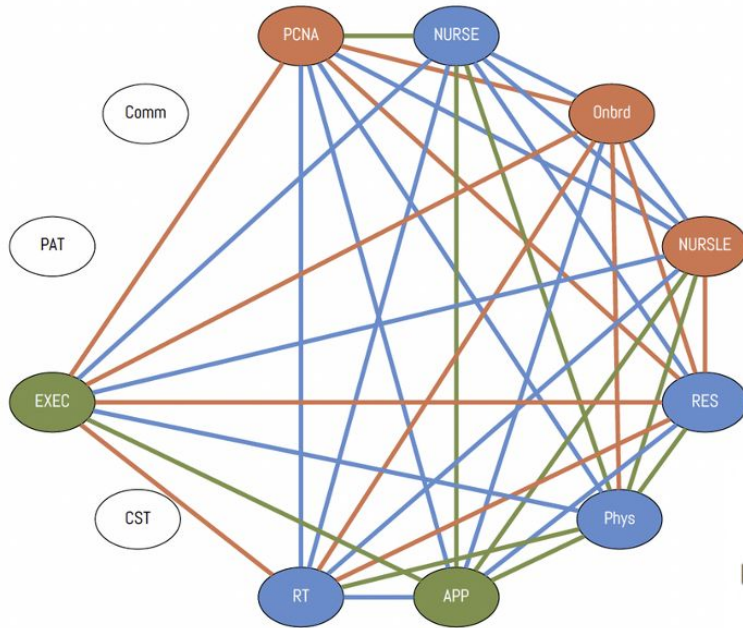 PCNA
NURSE
Comm
Onbrd
PAT
NURSLE
EXEC
RES
CST
Phys
RT
APP